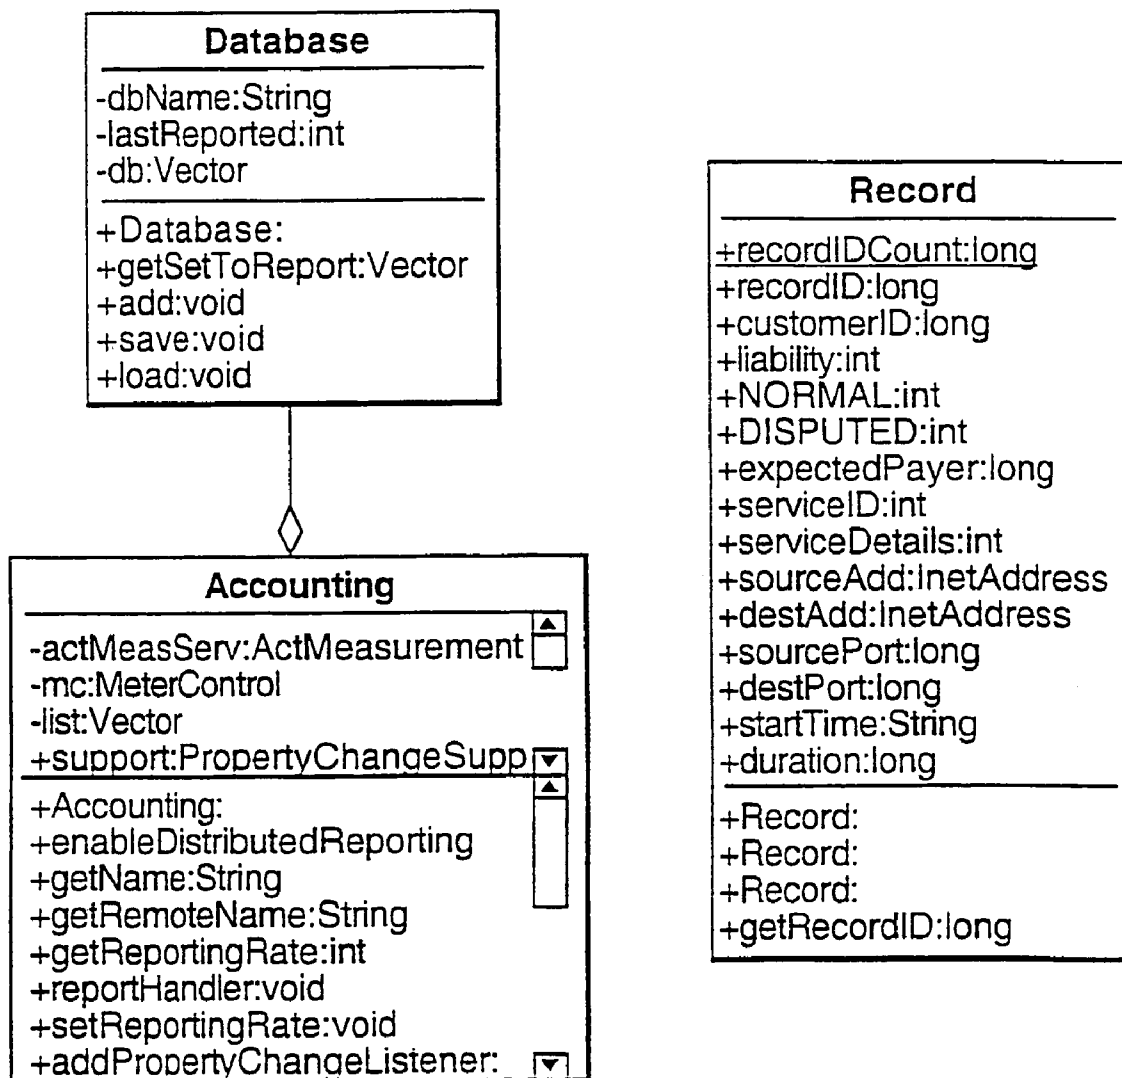 Database
-dbName:String
-lastReported:int
-db:Vector
+Database:
+getSetToReport:Vector
+add:void
+save:void
+load:void
Accounting
-actMeasServ:ActMeasurement
-mc:MeterControl
-list:Vector
+support:PropertyChangeSupp
+Accounting:
+enableDistributedReporting
+getName:String
+getRemoteName:String
+getReportingRate:int
+reportHandler:void
+setReportingRate:void
+addPropertyChangeListener:
Record
+recordIDCount:long
+recordID:long
+customerID:long
+liability:int
+NORMAL:int
+DISPUTED:int
+expectedPayer:long
+serviceID:int
+serviceDetails:int
+sourceAdd:InetAddress
+destAdd:InetAddress
+sourcePort:long
+destPort:long
+startTime:String
+duration:long
+Record:
+Record:
+Record:
+getRecordID:long